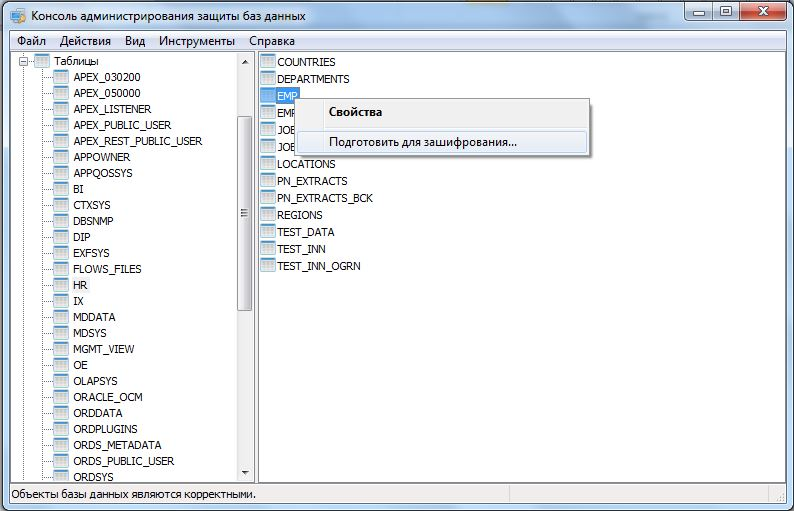 Консоль администрирования защиты баз данных
Файл Действия Вид Инструменты Справка
Таблицы
APEX_030200
APEX_050000
APEX_LISTENER
APEX_PUBLIC_USER
APEX_REST_PUBLIC_USER
APPOWNER
APPQOSSYS
BI
CTXSYS
DBSNMP
DIP
EXFSYS
FLOWS_FILES
HR
IX
MDDATA
MDSYS
MGMT_VIEW
OE
OLAPSYS
ORACLE_OCM
ORDDATA
ORDPLUGINS
ORDS_METADATA
ORDS_PUBLIC_USER
ORDSYS
COUNTRIES
DEPARTMENTS
EMP
EMP
JOB
JOB
LOCATIONS
PN_EXTRACTS
PN_EXTRACTS_BCK
REGIONS
TEST_DATA
TEST_INN
TEST_INN_OGRN
Свойства
Подготовить для зашифрования...
Объекты базы данных являются корректными.